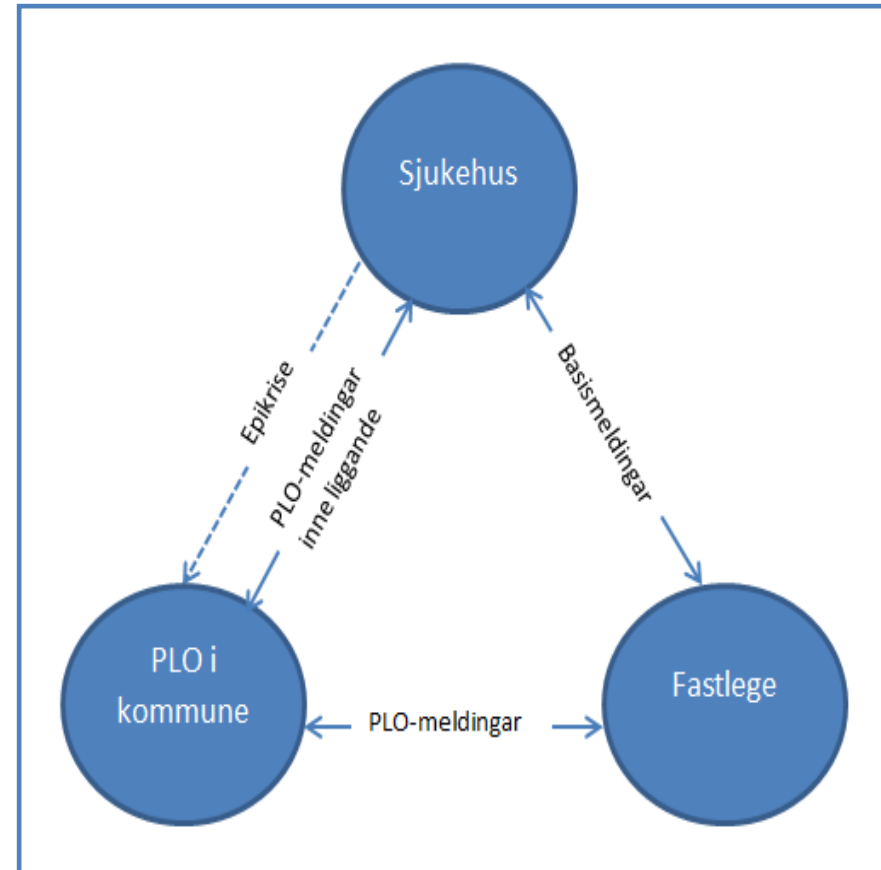 Sjukehus
Epikrise
PLO-meldingar
inne liggande
Basismeldingar
PLO i
kommune
PLO-meldingar
Fastlege